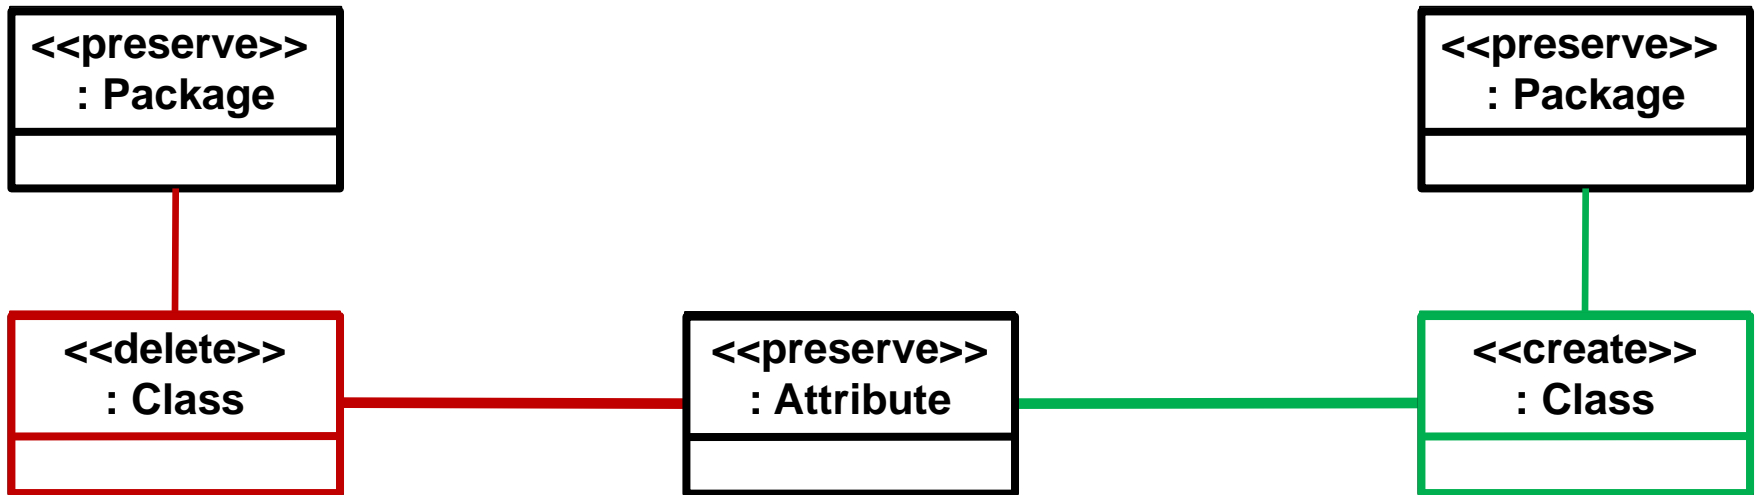 <<preserve>>
: Package
<<preserve>>
: Package
<<delete>>
: Class
<<preserve>>
: Attribute
<<create>>
: Class